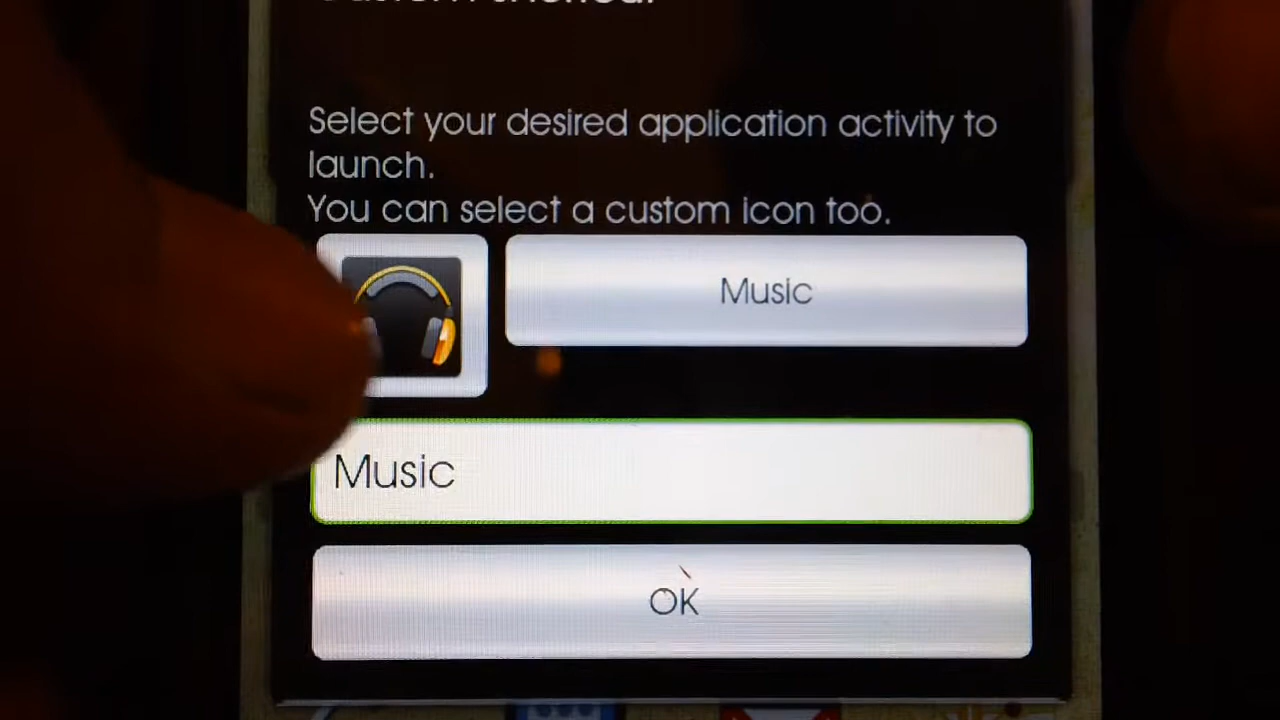 Select your desired application activity to
launch.
You can select a custom icon too.
Music
Music
OK